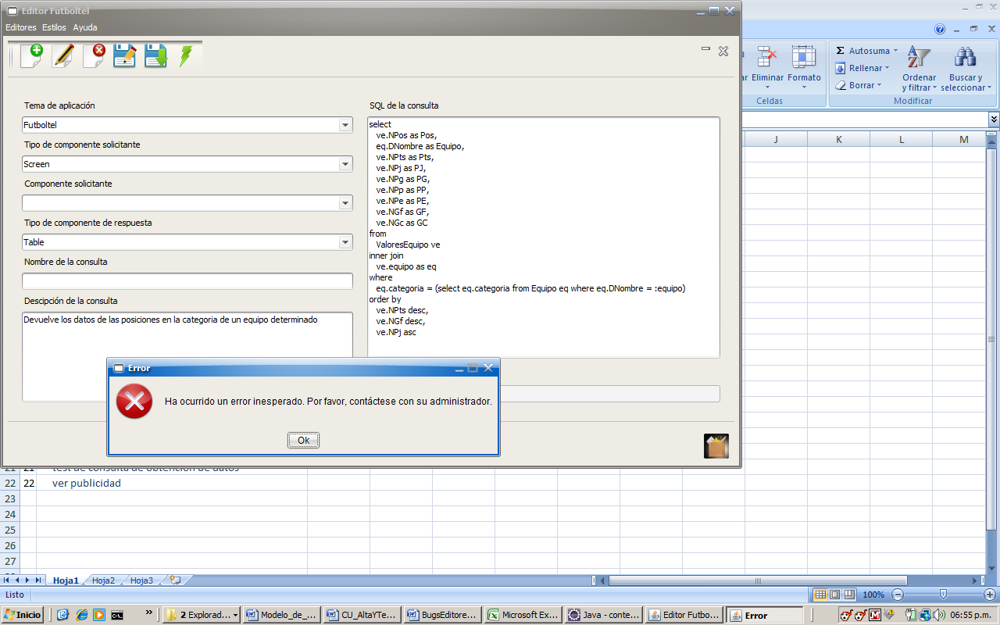 Editor Futboltel
Editores Estilos Ayuda
Tema de aplicación
Futboltel
Tipo de componente solicitante
Screen
Componente solicitante
Tipo de componente de respuesta
Table
Nombre de la consulta
Descipción de la consulta
Devuelve los datos de las posiciones en la categoria de un equipo determinado
SQL de la consulta
select
ve.NPos as Pos,
eq.DNombre as Equipo,
ve.NPts as Pts,
ve.NPj as PJ,
ve.NPg as PG,
ve.NPp as PP,
ve.NPe as PE,
ve.NGf as GF,
ve.NGc as GC
from
ValoresEquipo ve
inner join
ve.equipo as eq
where
eq.categoria = (select eq.categoria from Equipo eq where eq.DNombre = :equipo)
order by
ve.NPts desc,
ve.NGf desc,
ve.NPj asc
Error
Ha ocurrido un error inesperado. Por favor, contáctese con su administrador.
Ok
Eliminar Formato
Celdas
Σ Autosuma
Rellenar
Borrar
Ordenar y filtrar
Buscar y seleccionar
Modificar
J K L M
21 21 test de consulta de obtencion de datos
22 22 ver publicidad
23
24
25
26
27
Hoja1 Hoja2 Hoja3
Listo
100%
Inicio
2 Explorad...
Modelo_de_...
CU_AltaYTe...
BugsEditore...
Microsoft Ex...
Java - conte...
Editor Futbo...
Error
06:55 p.m.